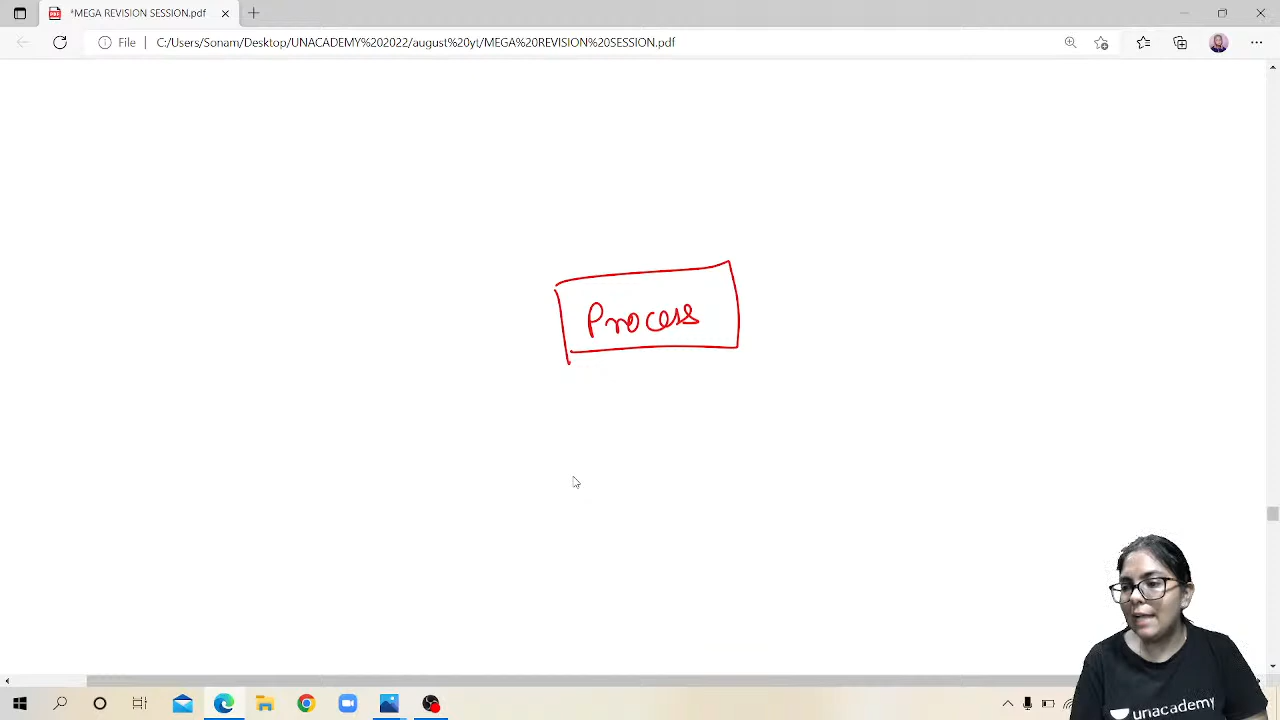 *MEGA REVISION SESSION.pdf
File
C:/Users/Sonam/Desktop/UNACADEMY%202022/august%20yt/MEGA%20REVISION%20SESSION.pdf
Process
unacademy